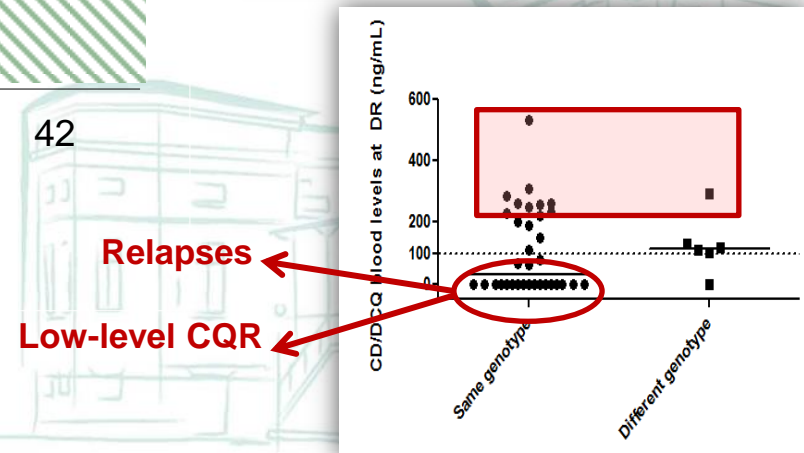 42
Relapses
Low-level CQR
CD/DCQ blood levels at DR (ng/mL)
600
400
200
100
0
Same genotype
Different genotype